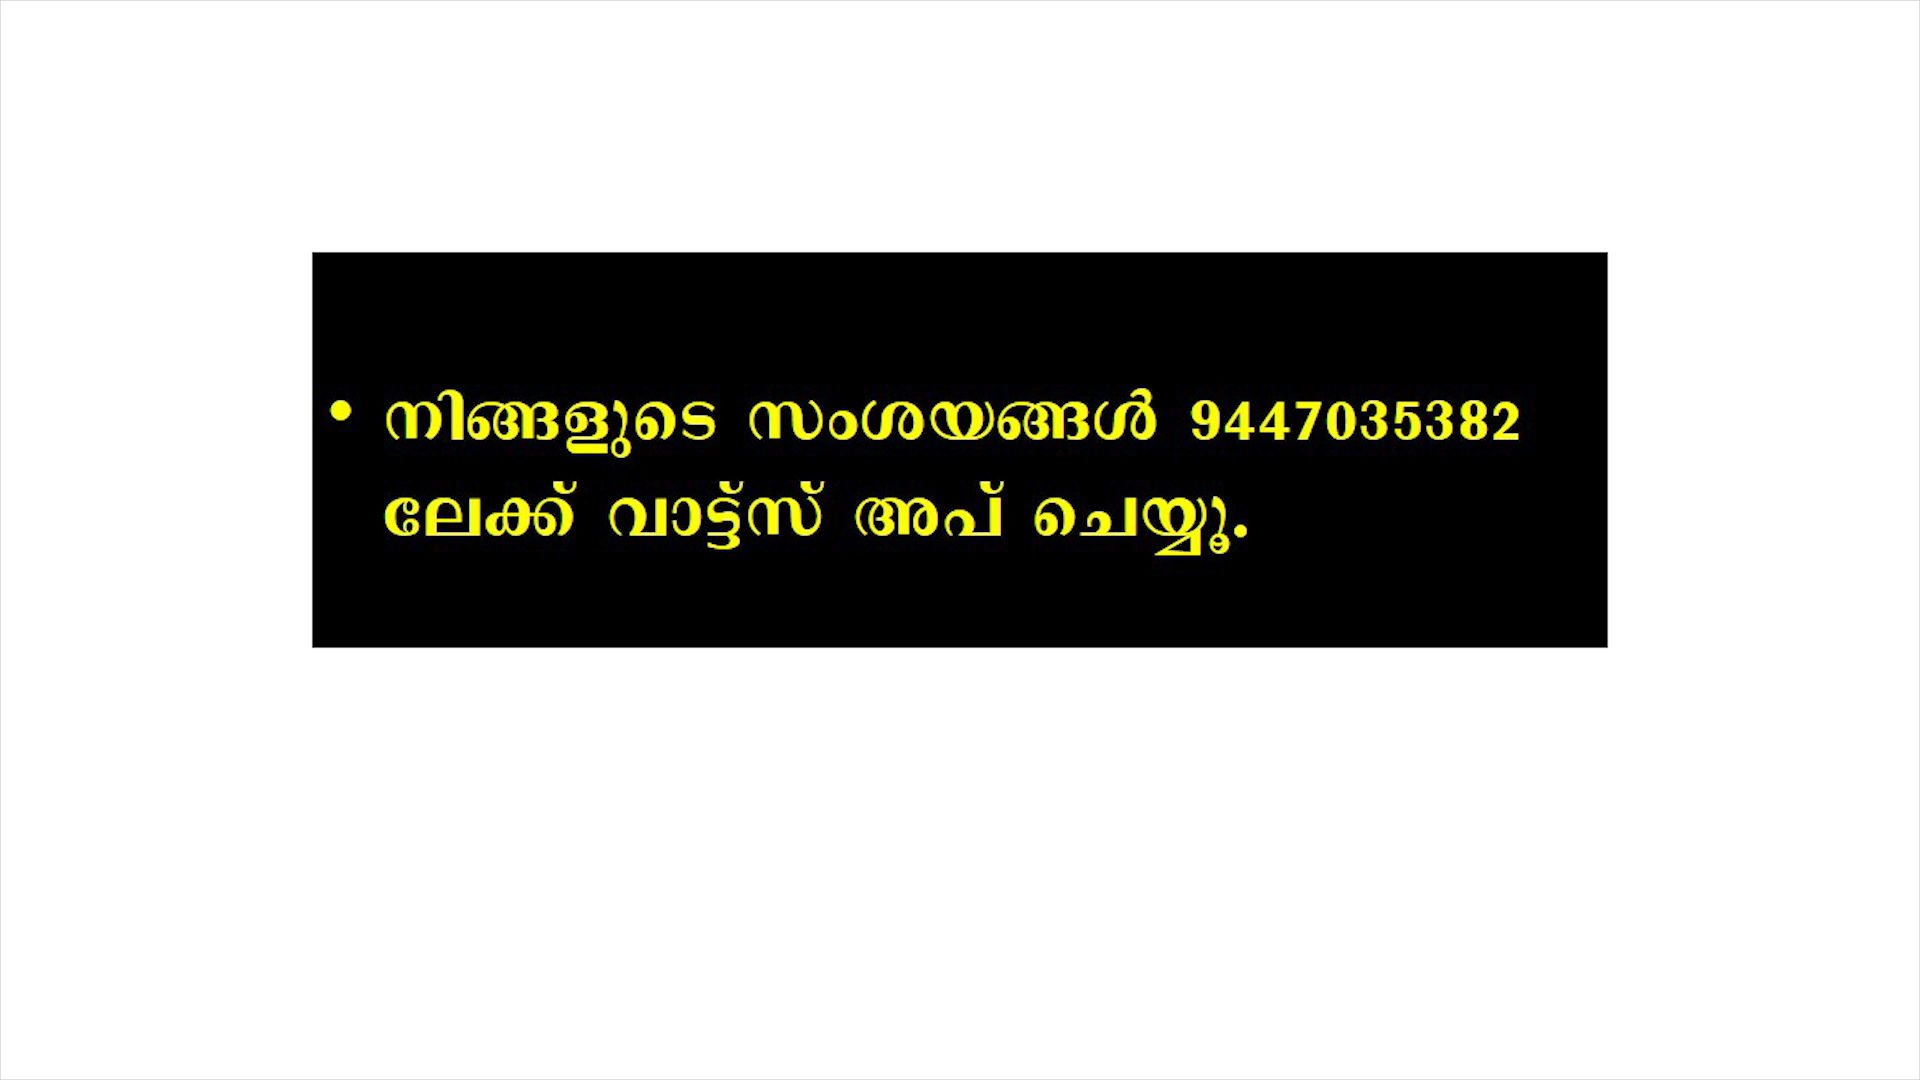 • നിങ്ങളുടെ സംശയങ്ങൾ 9447035382
ലേക്ക് വാട്ട്സ് അപ് ചെയ്യൂ.